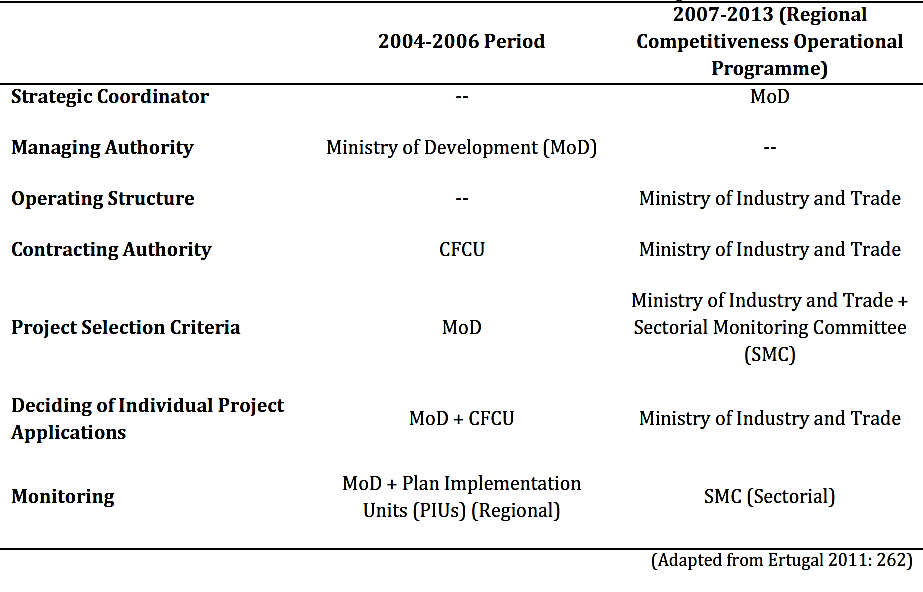 2007-2013 (Regional
2004-2006 Period Competitiveness Operational
Programme)
Strategic Coordinator -- MoD
Managing Authority Ministry of Development (MoD) --
Operating Structure -- Ministry of Industry and Trade
Contracting Authority CFCU Ministry of Industry and Trade
Ministry of Industry and Trade +
Project Selection Criteria MoD Sectorial Monitoring Committee
(SMC)
Deciding of Individual Project
Applications MoD + CFCU Ministry of Industry and Trade
MoD + Plan Implementation
Monitoring Units (PIUs) (Regional) SMC (Sectorial)
(Adapted from Ertugal 2011: 262)